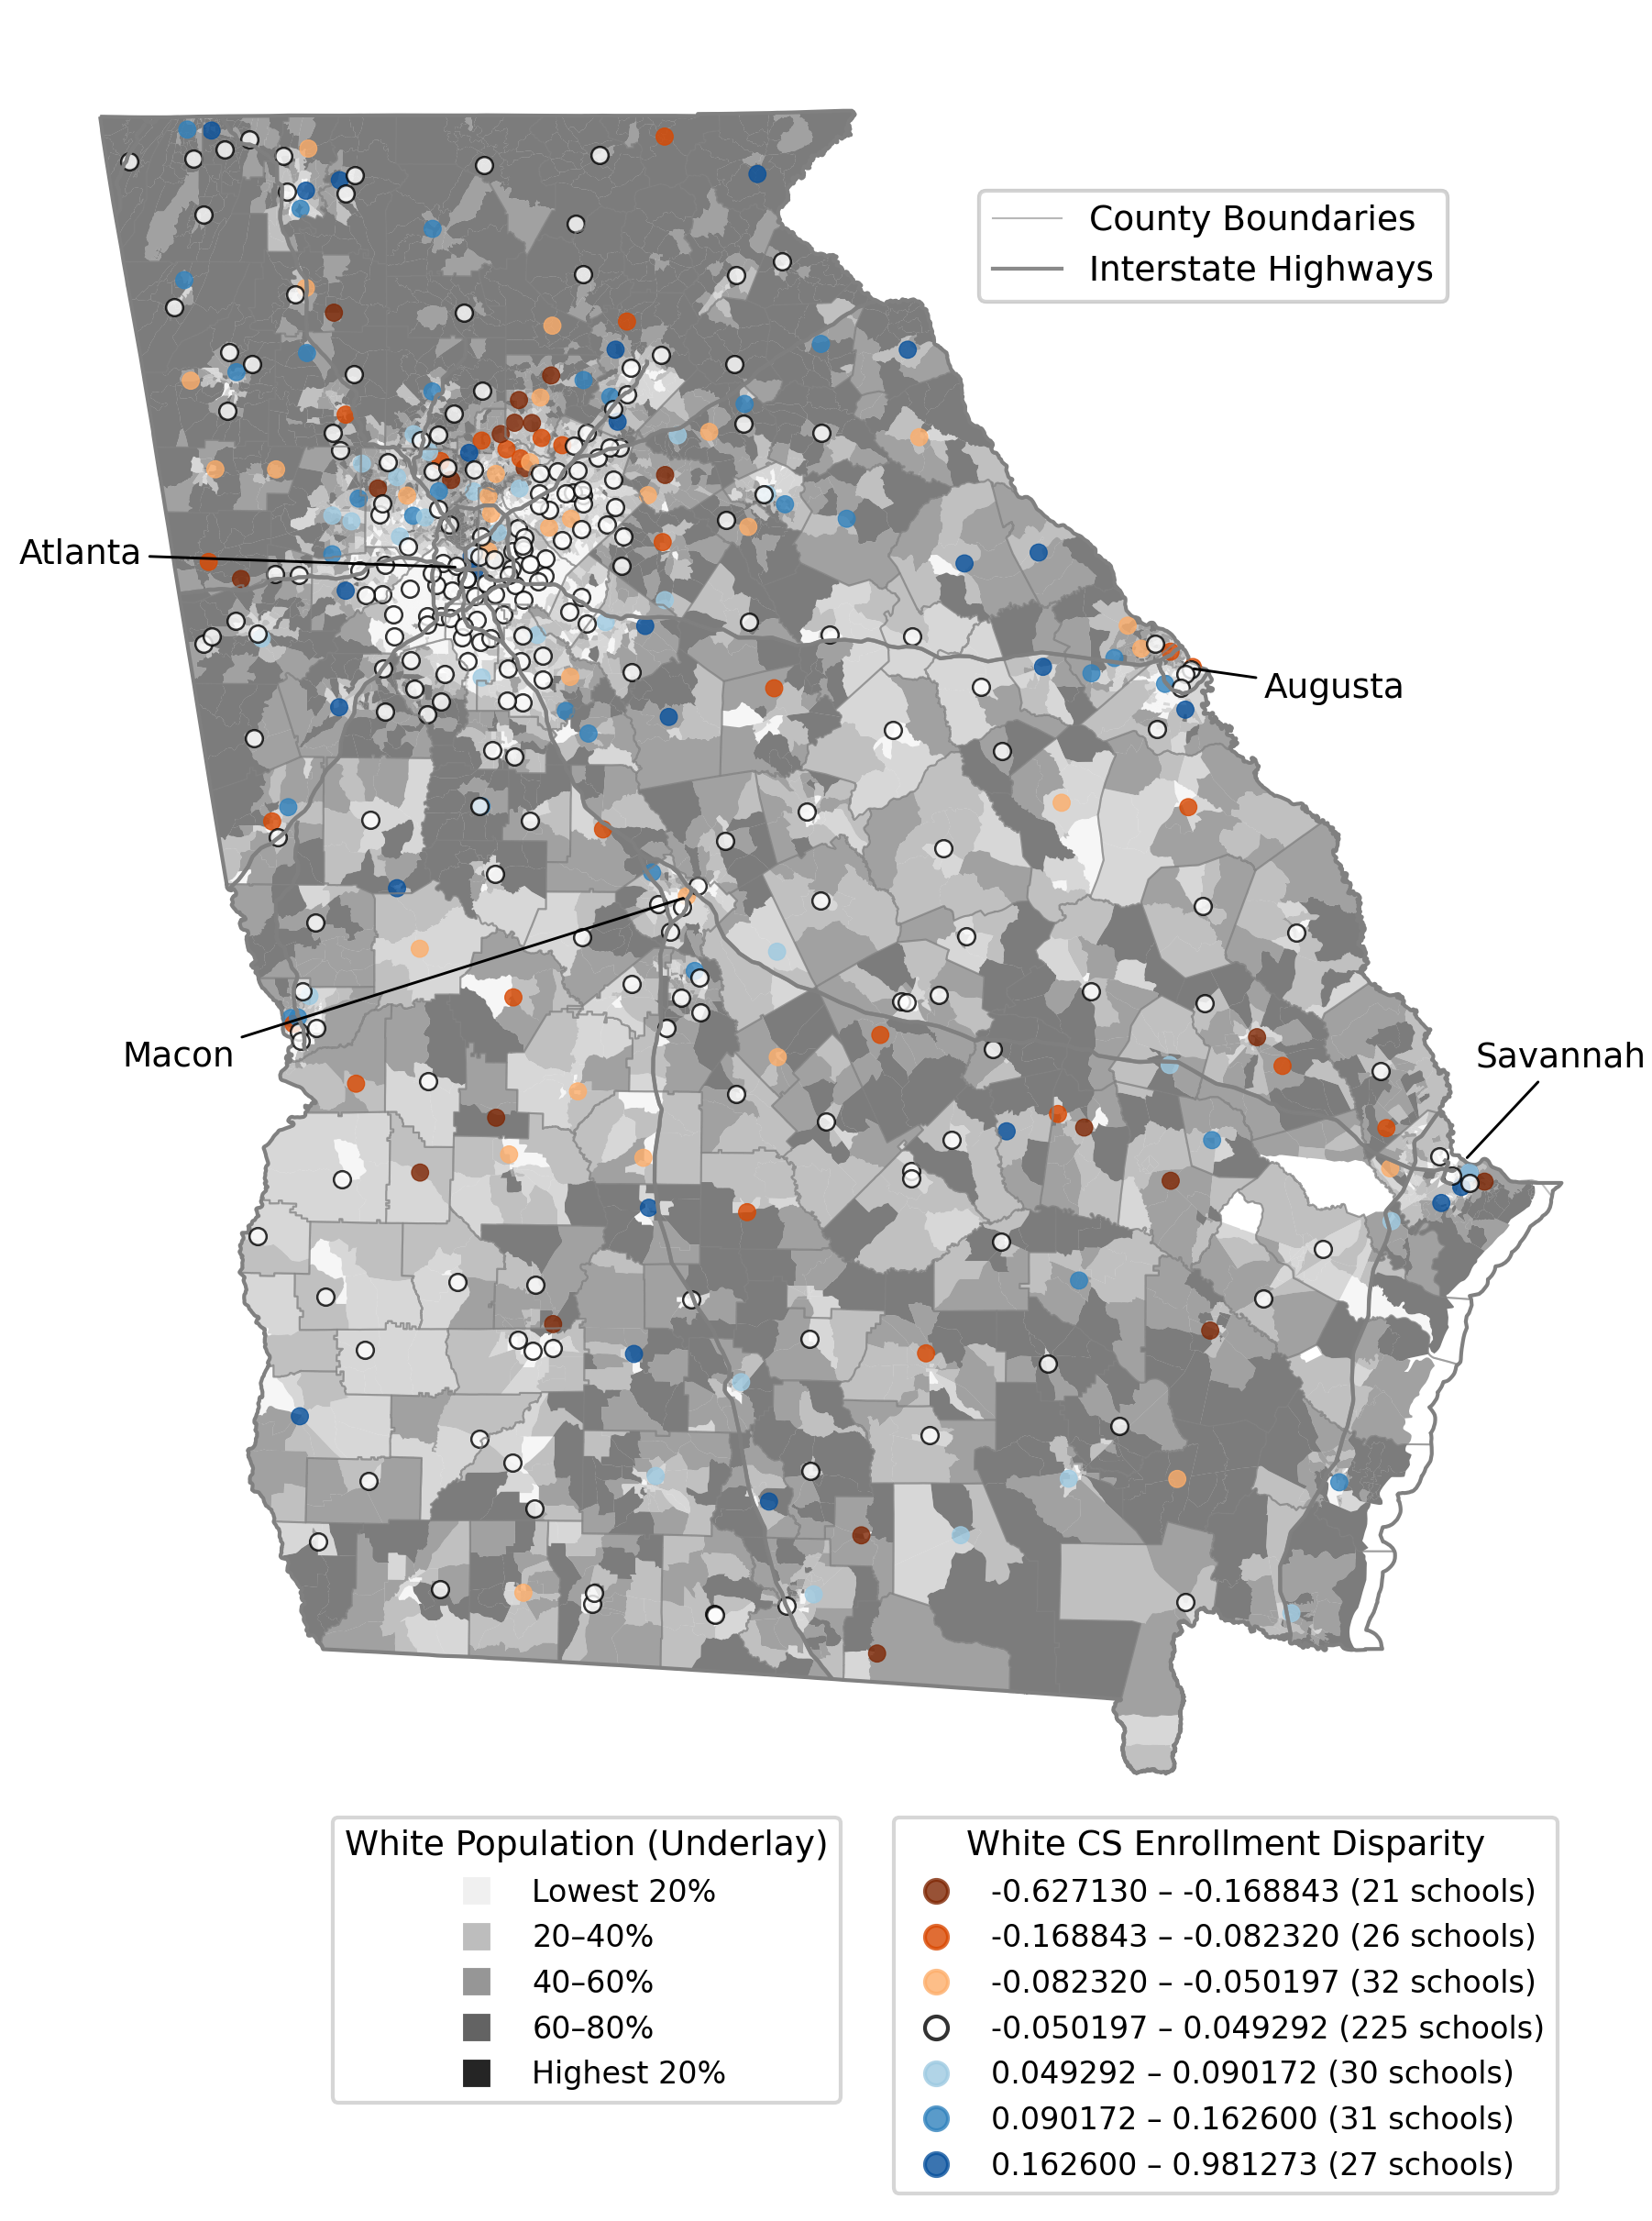 County Boundaries
Interstate Highways
Atlanta
Augusta
Macon
Savannah
White Population (Underlay)
Lowest 20%
20–40%
40–60%
60–80%
Highest 20%
White CS Enrollment Disparity
-0.627130 – -0.168843 (21 schools)
-0.168843 – -0.082320 (26 schools)
-0.082320 – -0.050197 (32 schools)
-0.050197 – 0.049292 (225 schools)
0.049292 – 0.090172 (30 schools)
0.090172 – 0.162600 (31 schools)
0.162600 – 0.981273 (27 schools)